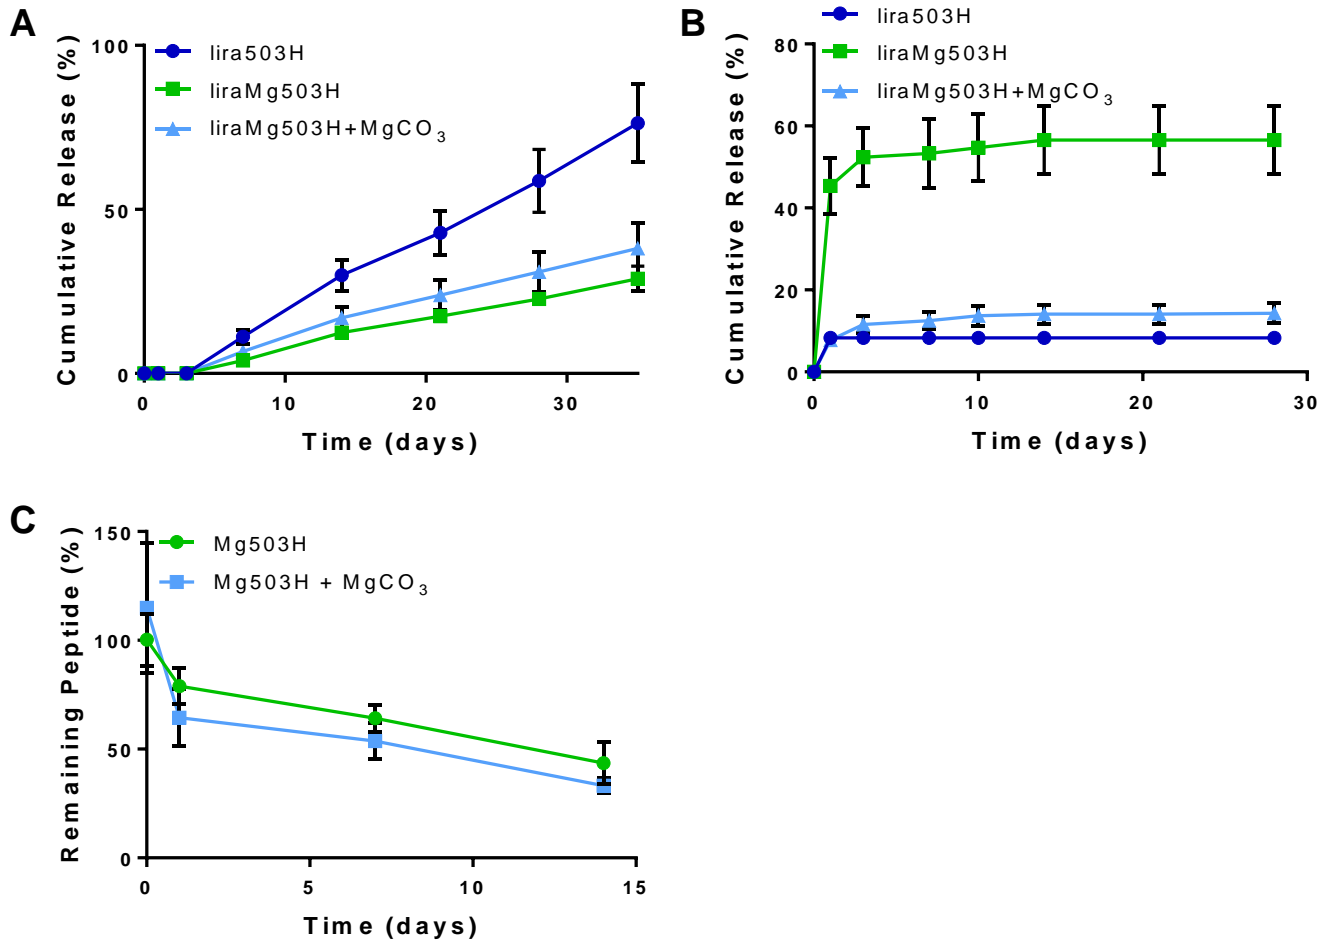 A
Cumulative Release (%)
100
50
0
lira503H
liraMg503H
liraMg503H+MgCO3
0 10 20 30
Time (days)
B
Cumulative Release (%)
80
60
40
20
0
lira503H
liraMg503H
liraMg503H+MgCO3
0 10 20 30
Time (days)
C
Remaining Peptide (%)
150
100
50
0
Mg503H
Mg503H + MgCO3
0 5 10 15
Time (days)